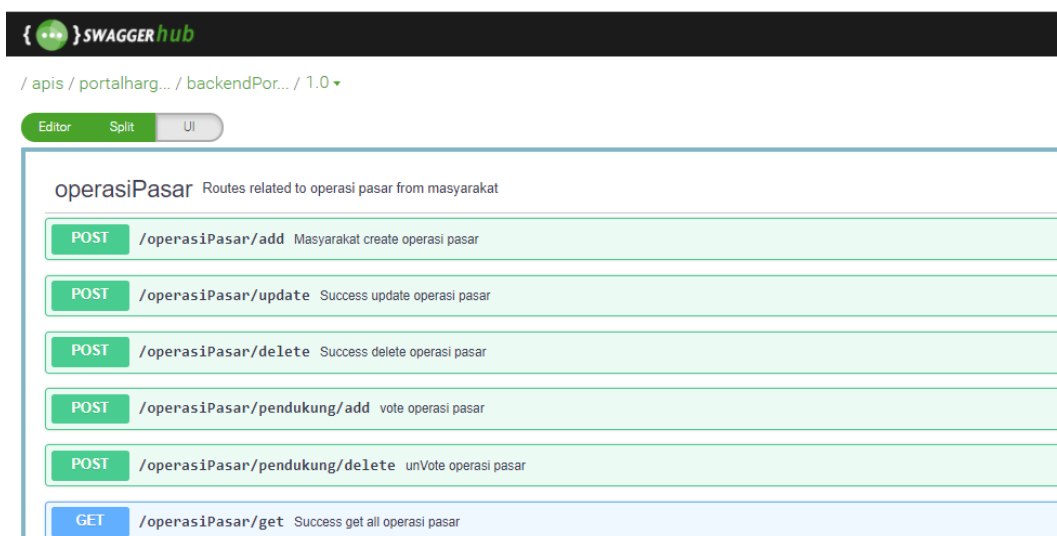 { } SWAGGERhub
/ apis / portalharg... / backendPor... / 1.0
Editor Split UI
operasiPasar Routes related to operasi pasar from masyarakat
POST /operasiPasar/add Masyarakat create operasi pasar
POST /operasiPasar/update Success update operasi pasar
POST /operasiPasar/delete Success delete operasi pasar
POST /operasiPasar/pendukung/add vote operasi pasar
POST /operasiPasar/pendukung/delete unVote operasi pasar
GET /operasiPasar/get Success get all operasi pasar